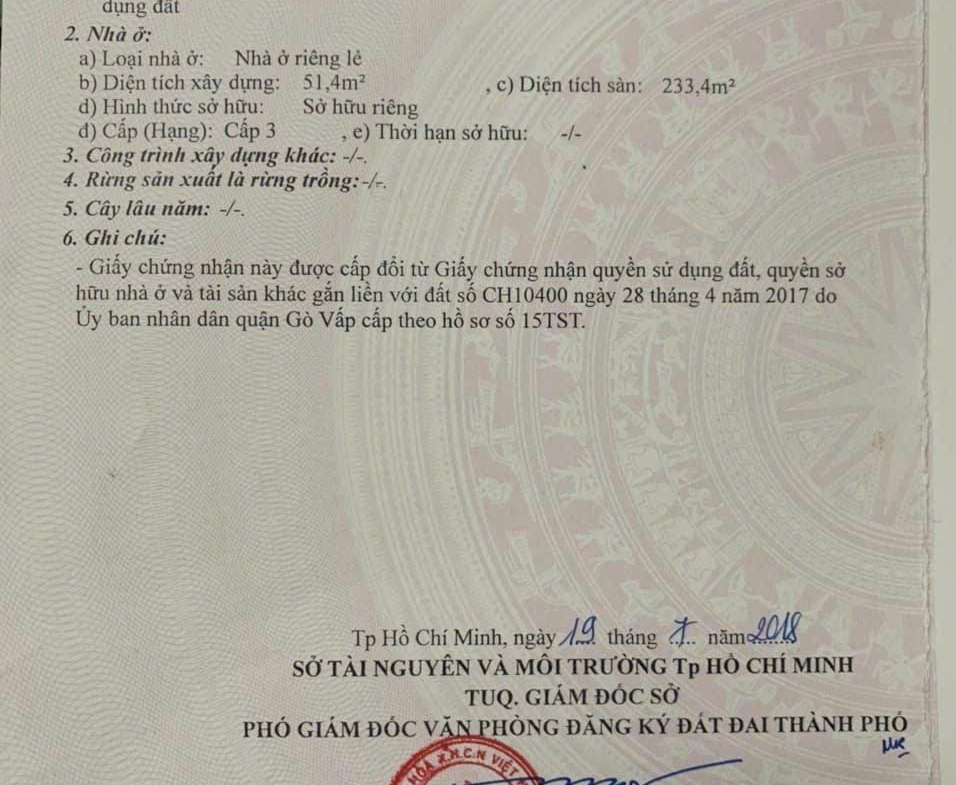 dụng đất
2. Nhà ở:
a) Loại nhà ở: Nhà ở riêng lẻ
b) Diện tích xây dựng: 51,4m² , c) Diện tích sàn: 233,4m²
d) Hình thức sở hữu: Sở hữu riêng
đ) Cấp (Hạng): Cấp 3 , e) Thời hạn sở hữu: -/-
3. Công trình xây dựng khác: -/-.
4. Rừng sản xuất là rừng trồng: -/-.
5. Cây lâu năm: -/-.
6. Ghi chú:
- Giấy chứng nhận này được cấp đổi từ Giấy chứng nhận quyền sử dụng đất, quyền sở
hữu nhà ở và tài sản khác gắn liền với đất số CH10400 ngày 28 tháng 4 năm 2017 do
Ủy ban nhân dân quận Gò Vấp cấp theo hồ sơ số 15TST.
Tp Hồ Chí Minh, ngày 19 tháng 7 năm 2018
SỞ TÀI NGUYÊN VÀ MÔI TRƯỜNG Tp HỒ CHÍ MINH
TUQ. GIÁM ĐỐC SỞ
PHÓ GIÁM ĐỐC VĂN PHÒNG ĐĂNG KÝ ĐẤT ĐAI THÀNH PHỐ
HÒA X.H.C.N VIỆT